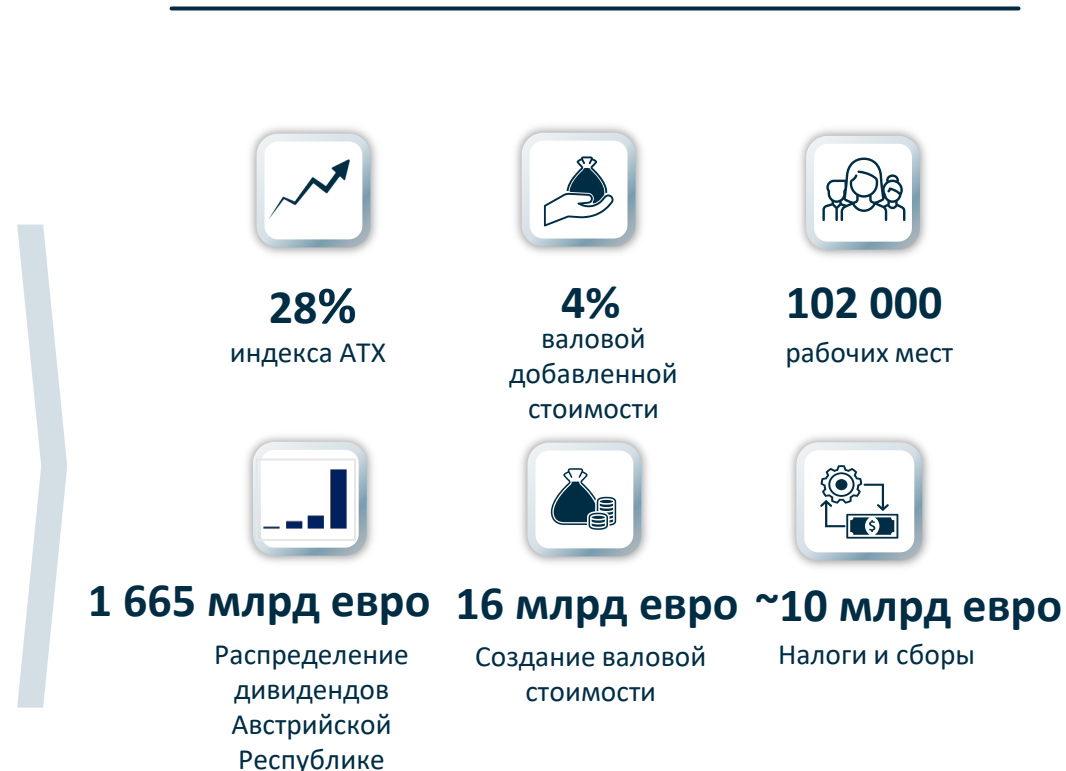 28%
индекса ATX
4%
валовой
добавленной
стоимости
102 000
рабочих мест
1 665 млрд евро
Распределение
дивидендов
Австрийской
Республике
16 млрд евро
Создание валовой
стоимости
~10 млрд евро
Налоги и сборы